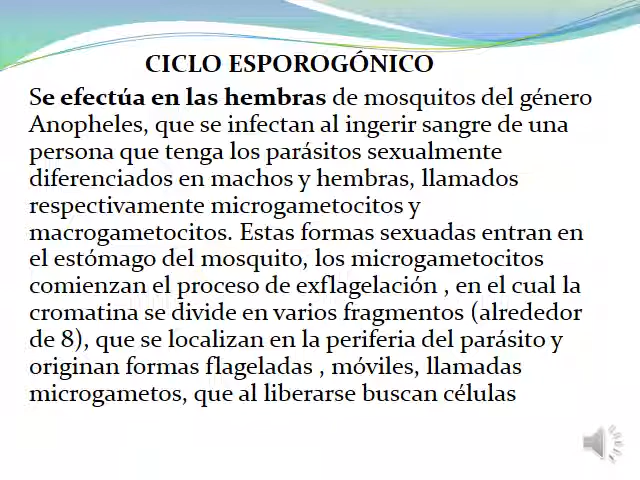 CICLO ESPOROGÓNICO
Se efectúa en las hembras de mosquitos del género
Anopheles, que se infectan al ingerir sangre de una
persona que tenga los parásitos sexualmente
diferenciados en machos y hembras, llamados
respectivamente microgametocitos y
macrogametocitos. Estas formas sexuadas entran en
el estómago del mosquito, los microgametocitos
comienzan el proceso de exflagelación , en el cual la
cromatina se divide en varios fragmentos (alrededor
de 8), que se localizan en la periferia del parásito y
originan formas flageladas , móviles, llamadas
microgametos, que al liberarse buscan células